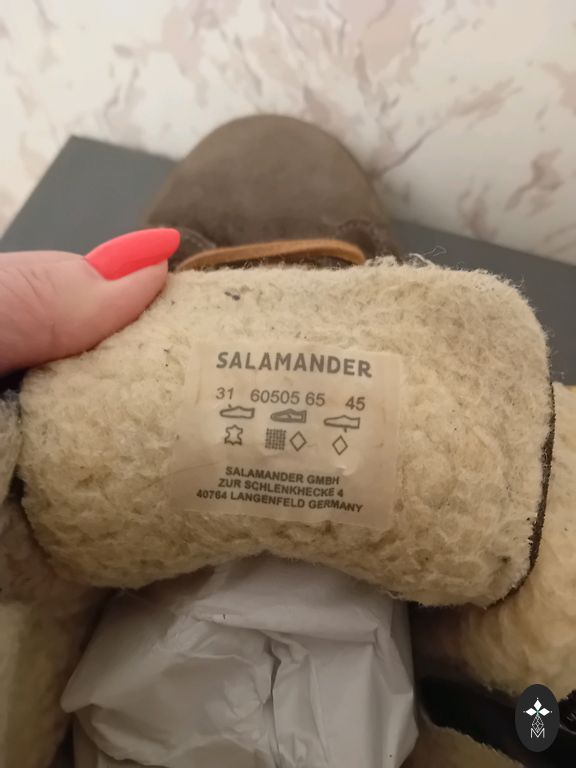 SALAMANDER
31 60505 65 45
SALAMANDER GMBH
ZUR SCHLENKHECKE 4
40764 LANGENFELD GERMANY
M